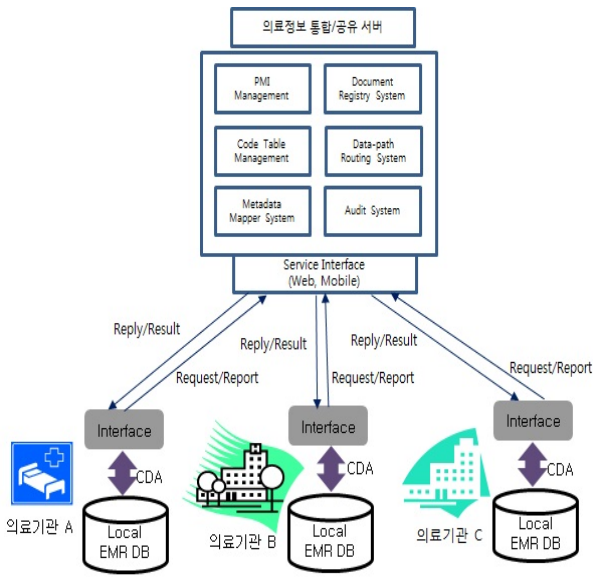 의료정보 통합/공유 서버
PMI
Management
Document
Registry System
Code Table
Management
Data-path
Routing System
Metadata
Mapper System
Audit System
Service Interface
(Web, Mobile)
Reply/Result
Request/Report
Reply/Result
Request/Report
Reply/Result
Request/Report
Interface
Interface
Interface
CDA
CDA
CDA
의료기관 A
Local
EMR DB
의료기관 B
Local
EMR DB
의료기관 C
Local
EMR DB